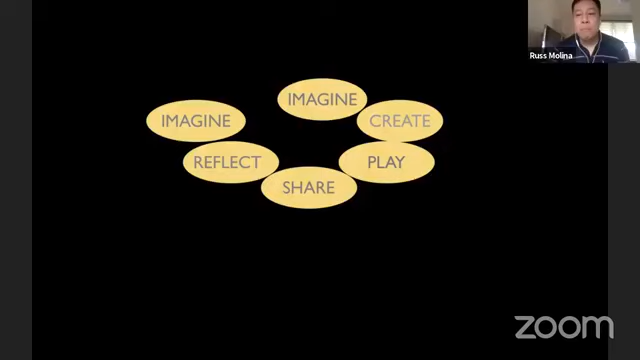 Russ Molina
IMAGINE
IMAGINE
CREATE
REFLECT
PLAY
SHARE
zoom